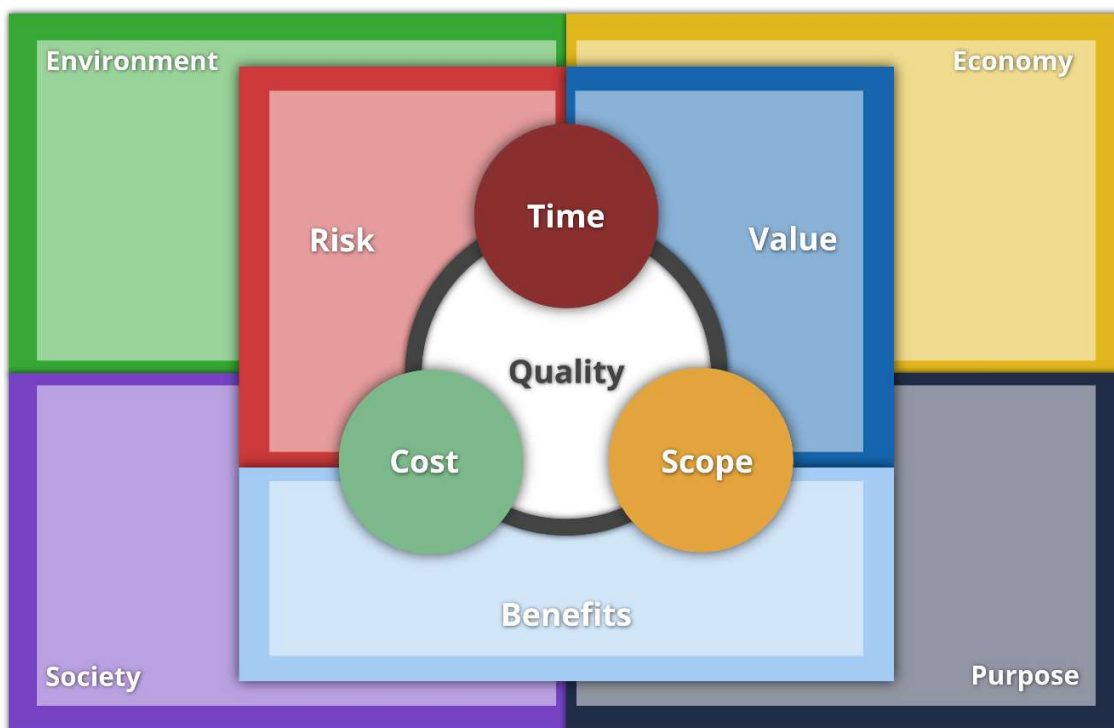 Environment
Economy
Time
Risk
Value
Quality
Cost
Scope
Benefits
Society
Purpose